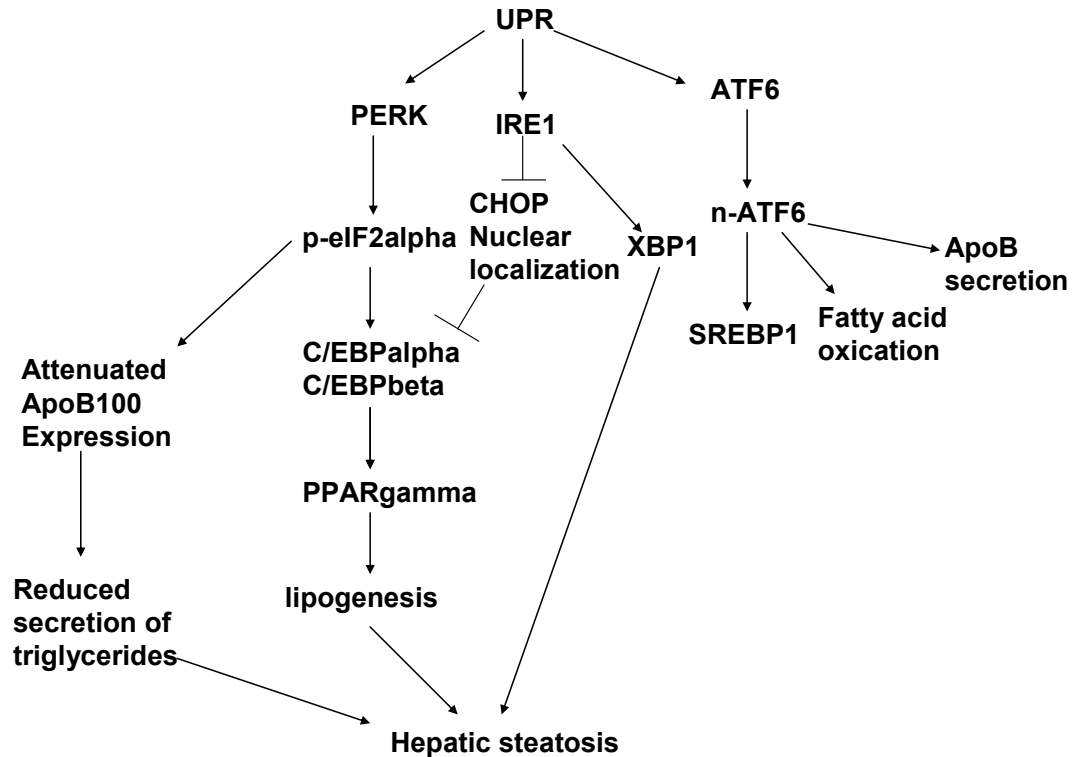 UPR
PERK
IRE1
ATF6
CHOP
Nuclear
localization
p-eIF2alpha
XBP1
n-ATF6
ApoB
secretion
SREBP1
Fatty acid
oxication
C/EBPalpha
C/EBPbeta
Attenuated
ApoB100
Expression
PPARgamma
lipogenesis
Reduced
secretion of
triglycerides
Hepatic steatosis